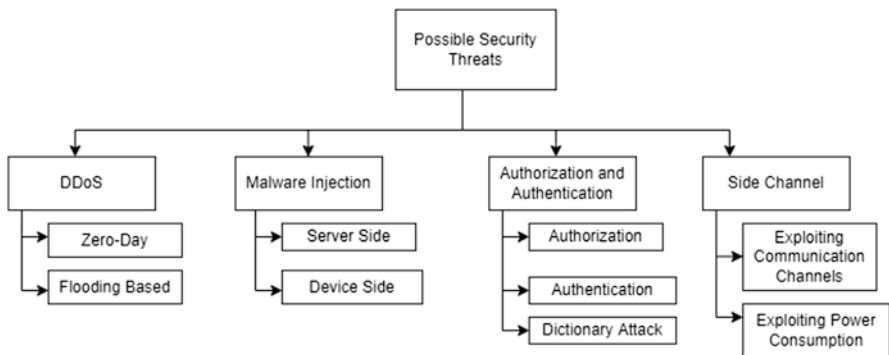 Possible Security
Threats
DDoS
Malware Injection
Authorization and
Authentication
Side Channel
Zero-Day
Flooding Based
Server Side
Device Side
Authorization
Authentication
Dictionary Attack
Exploiting
Communication
Channels
Exploiting Power
Consumption